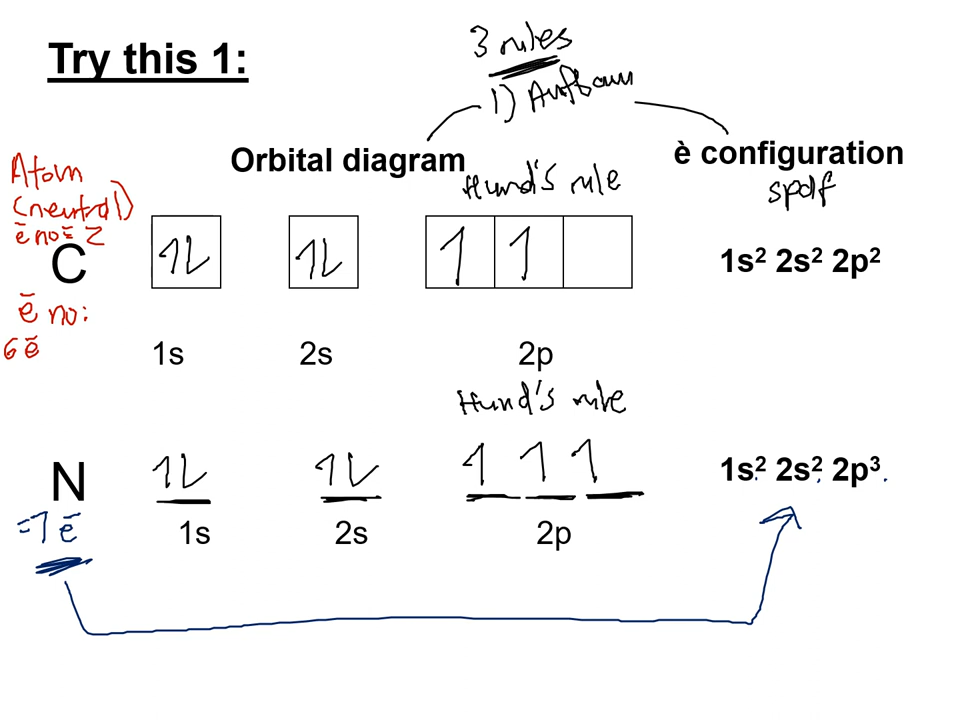 Try this 1:
3 rules
1) Aufbau
Orbital diagram
è configuration
Hund's rule
spdf
Atom
(neutral)
ē no = Z
C
1s² 2s² 2p²
ē no:
6ē
1s 2s 2p
Hund's rule
N
1s² 2s² 2p³
=7ē
1s 2s 2p